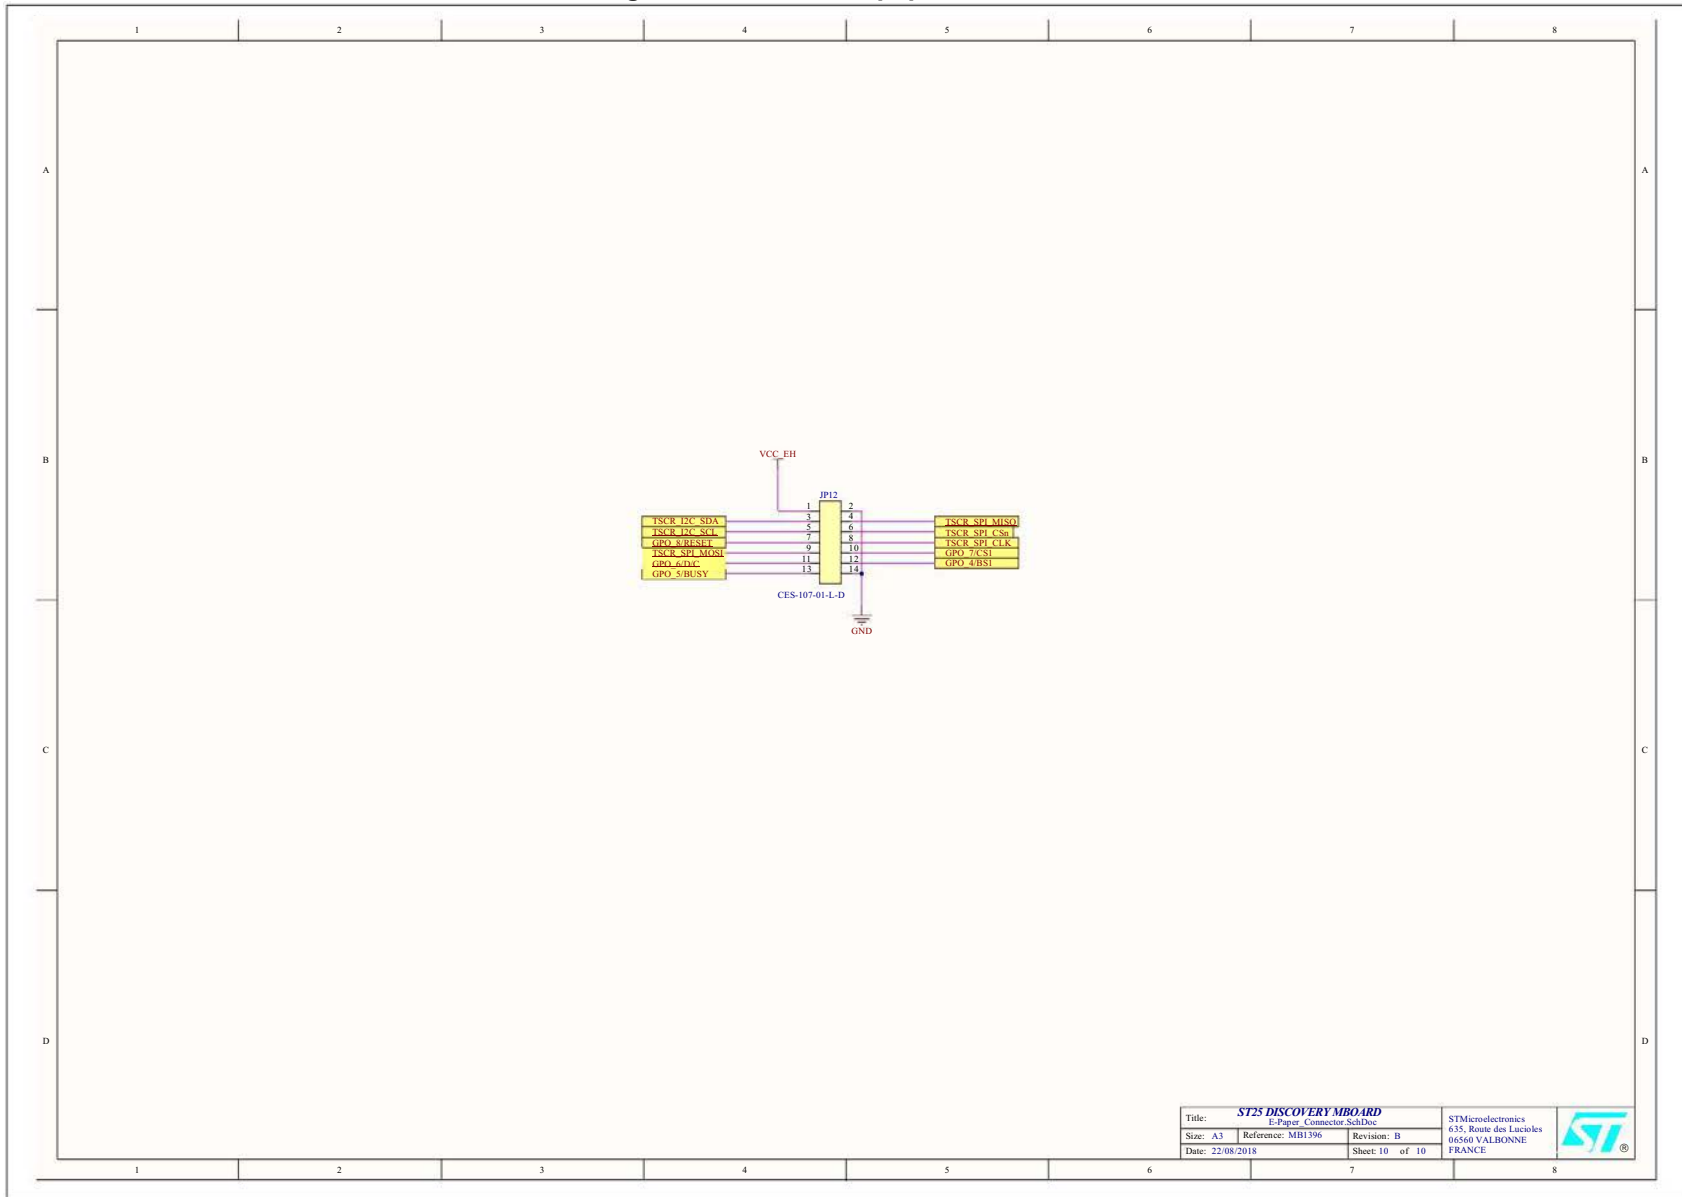 1 2 3 4 5 6 7 8
A A
B B
VCC_EH
JP12
1 2
TSCR_I2C_SDA 3 4 TSCR_SPI_MISO
TSCR_I2C_SCL 5 6 TSCR_SPI_CSn
GPO_8/RESET 7 8 TSCR_SPI_CLK
TSCR_SPI_MOSI 9 10 GPO_7/CS1
GPO_6/D/C 11 12 GPO_4/BS1
GPO_5/BUSY 13 14
CES-107-01-L-D
GND
C C
D D
Title: ST25 DISCOVERY MBOARD
E-Paper_Connector.SchDoc
Size: A3 Reference: MB1396 Revision: B
Date: 22/08/2018 Sheet: 10 of 10
STMicroelectronics
635, Route des Lucioles
06560 VALBONNE
FRANCE
ST ®
1 2 3 4 5 6 7 8